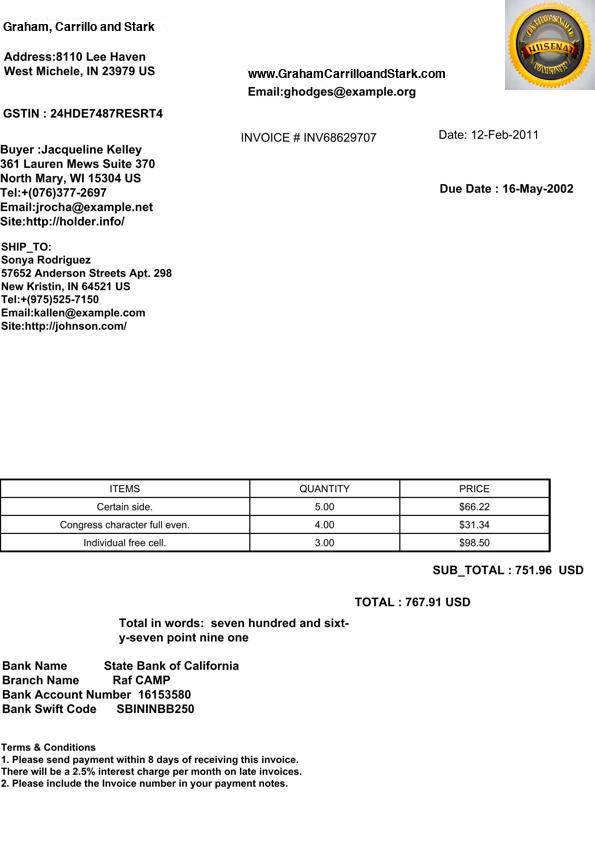 Graham, Carrillo and Stark
Address:8110 Lee Haven
West Michele, IN 23979 US
www.GrahamCarrilloandStark.com
Email:ghodges@example.org
HUSENAT
GSTIN : 24HDE7487RESRT4
INVOICE # INV68629707
Date: 12-Feb-2011
Buyer :Jacqueline Kelley
361 Lauren Mews Suite 370
North Mary, WI 15304 US
Tel:+(076)377-2697
Email:jrocha@example.net
Site:http://holder.info/
Due Date : 16-May-2002
SHIP_TO:
Sonya Rodriguez
57652 Anderson Streets Apt. 298
New Kristin, IN 64521 US
Tel:+(975)525-7150
Email:kallen@example.com
Site:http://johnson.com/
ITEMS QUANTITY PRICE
Certain side. 5.00 $66.22
Congress character full even. 4.00 $31.34
Individual free cell. 3.00 $98.50
SUB_TOTAL : 751.96 USD
TOTAL : 767.91 USD
Total in words: seven hundred and sixt-
y-seven point nine one
Bank Name State Bank of California
Branch Name Raf CAMP
Bank Account Number 16153580
Bank Swift Code SBININBB250
Terms & Conditions
1. Please send payment within 8 days of receiving this invoice.
There will be a 2.5% interest charge per month on late invoices.
2. Please include the Invoice number in your payment notes.